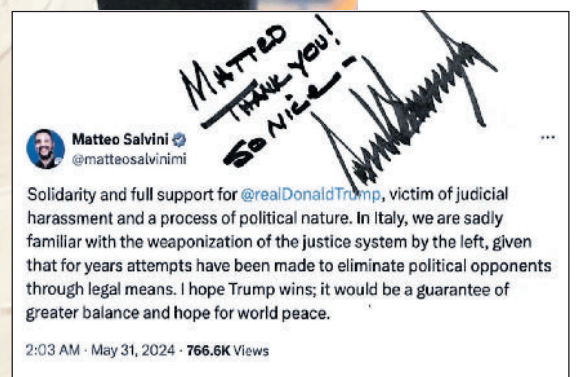 MATTEO
THANK YOU!
SO NICE -
Matteo Salvini
@matteosalvinimi
...
Solidarity and full support for @realDonaldTrump, victim of judicial
harassment and a process of political nature. In Italy, we are sadly
familiar with the weaponization of the justice system by the left, given
that for years attempts have been made to eliminate political opponents
through legal means. I hope Trump wins; it would be a guarantee of
greater balance and hope for world peace.
2:03 AM · May 31, 2024 · 766.6K Views